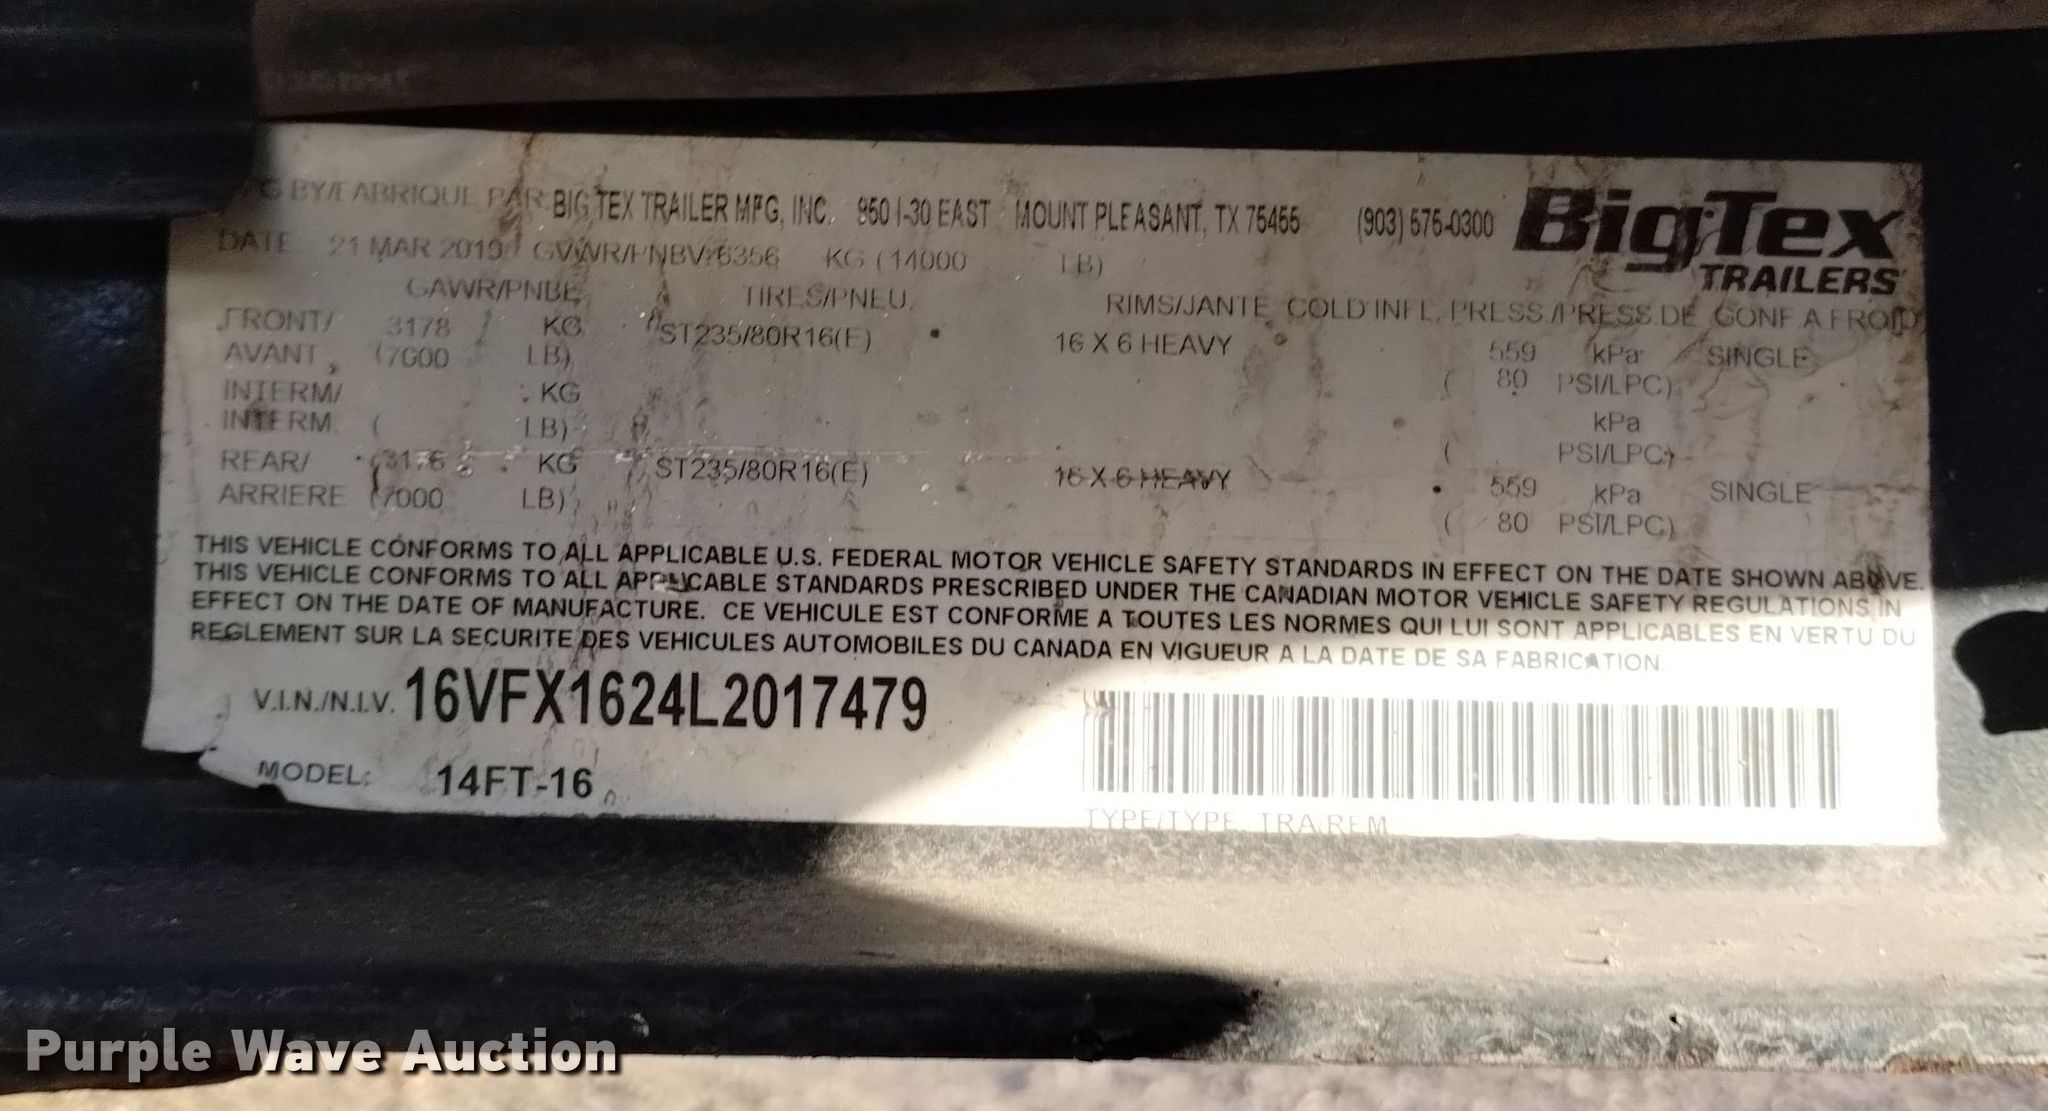 G BY/FABRIQUE PAR: BIG TEX TRAILER MFG, INC. 950 I-30 EAST MOUNT PLEASANT, TX 75455 (903) 575-0300
BigTex
TRAILERS
DATE 21 MAR 2019 GVWR/PNBV: 6356 KG (14000 LB)
GAWR/PNBE TIRES/PNEU. RIMS/JANTE COLD INFL. PRESS./PRESS. DE GONF A FROID
FRONT/ 3178 KG ST235/80R16(E) 16 X 6 HEAVY 559 kPa SINGLE
AVANT (7000 LB) ( 80 PSI/LPC)
INTERM/ KG kPa
INTERM. ( LB) ( PSI/LPC)
REAR/ 3178 KG ST235/80R16(E) 16 X 6 HEAVY 559 kPa SINGLE
ARRIERE (7000 LB) ( 80 PSI/LPC)
THIS VEHICLE CONFORMS TO ALL APPLICABLE U.S. FEDERAL MOTOR VEHICLE SAFETY STANDARDS IN EFFECT ON THE DATE SHOWN ABOVE.
THIS VEHICLE CONFORMS TO ALL APPLICABLE STANDARDS PRESCRIBED UNDER THE CANADIAN MOTOR VEHICLE SAFETY REGULATIONS IN
EFFECT ON THE DATE OF MANUFACTURE. CE VEHICULE EST CONFORME A TOUTES LES NORMES QUI LUI SONT APPLICABLES EN VERTU DU
REGLEMENT SUR LA SECURITE DES VEHICULES AUTOMOBILES DU CANADA EN VIGUEUR A LA DATE DE SA FABRICATION.
V.I.N./N.I.V. 16VFX1624L2017479
MODEL: 14FT-16
TYPE/TYPE TRA/REM
Purple Wave Auction